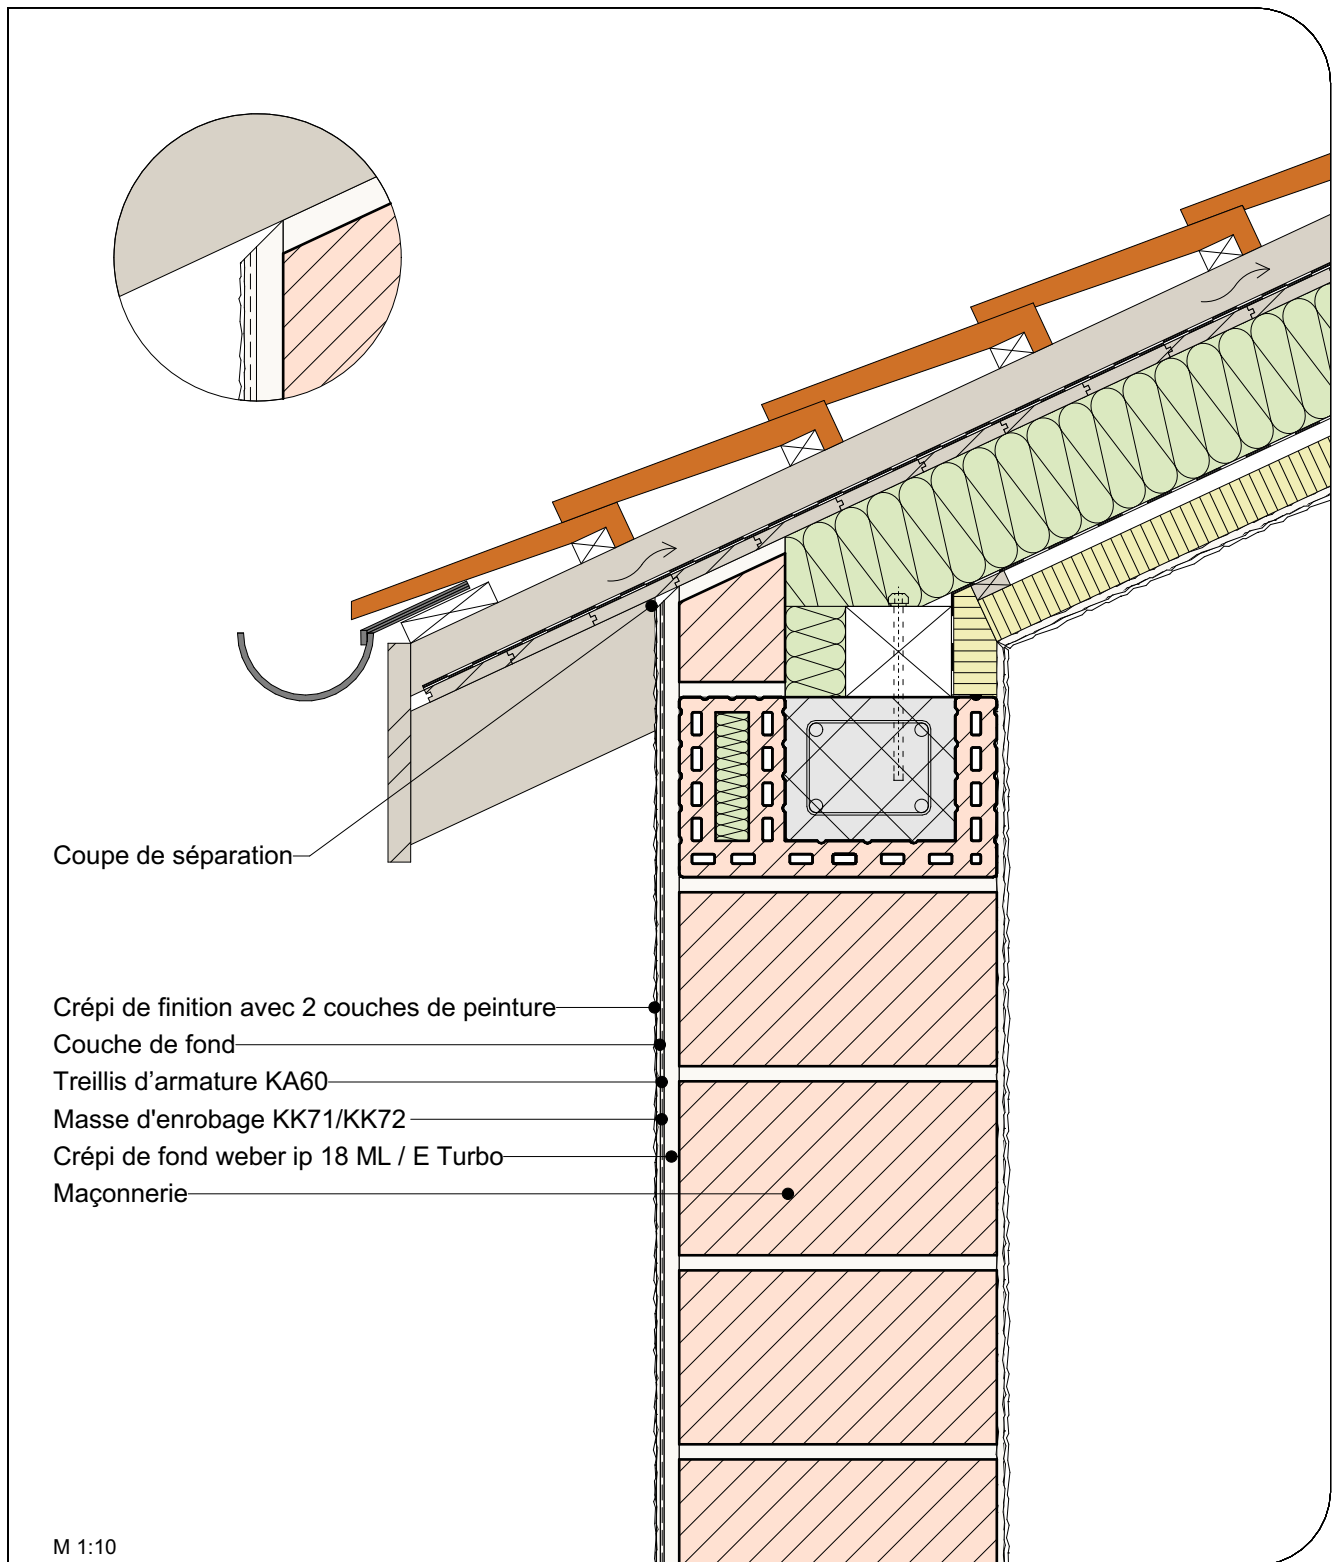 Coupe de séparation
Crépi de finition avec 2 couches de peinture
Couche de fond
Treillis d’armature KA60
Masse d'enrobage KK71/KK72
Crépi de fond weber ip 18 ML / E Turbo
Maçonnerie
M 1:10